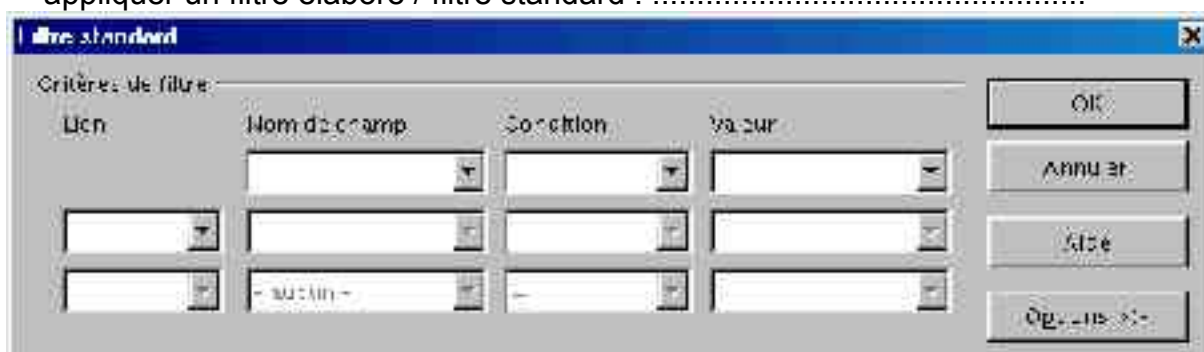 appliquer un filtre élaboré / filtre standard : ..................................................
Filtre standard
Critères de filtre
Lien Nom de champ Condition Valeur
OK
Annuler
Aide
- aucun - =
Options